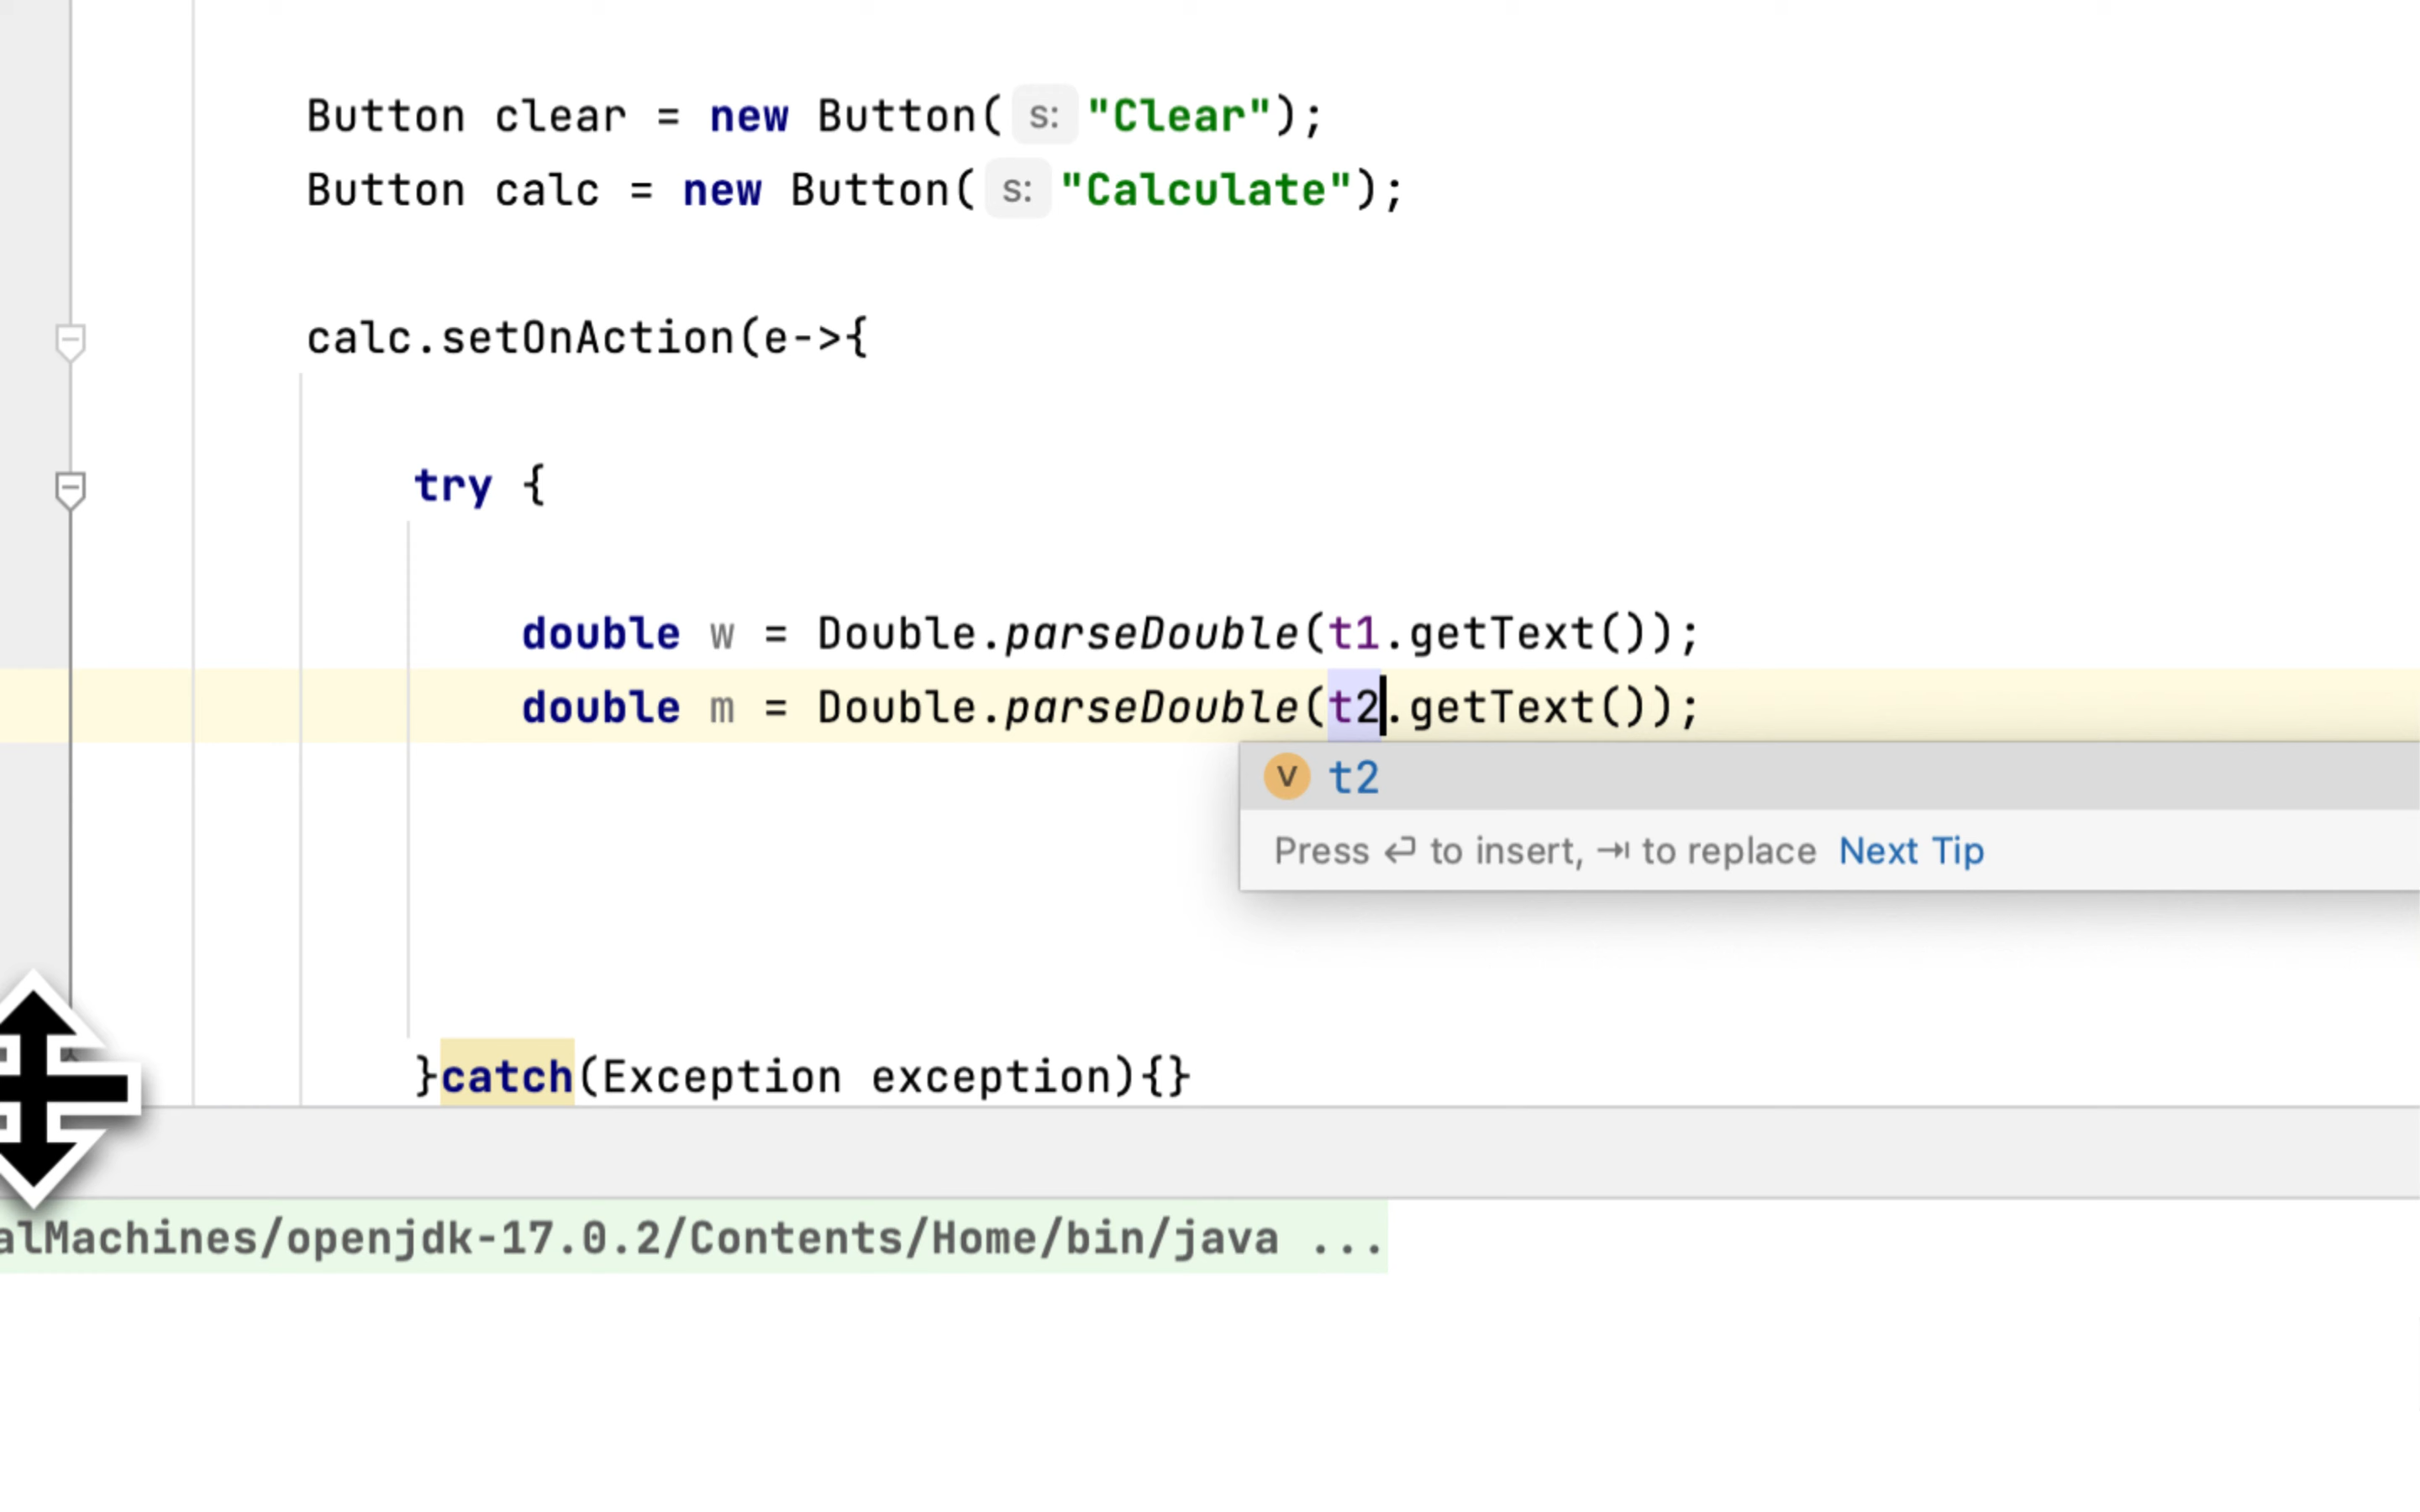 Button clear = new Button( s: "Clear");
Button calc = new Button( s: "Calculate");
calc.setOnAction(e->{
try {
double w = Double.parseDouble(t1.getText());
double m = Double.parseDouble(t2.getText());
v t2
Press ↩ to insert, ⇥ to replace Next Tip
}catch(Exception exception){}
alMachines/openjdk-17.0.2/Contents/Home/bin/java ...